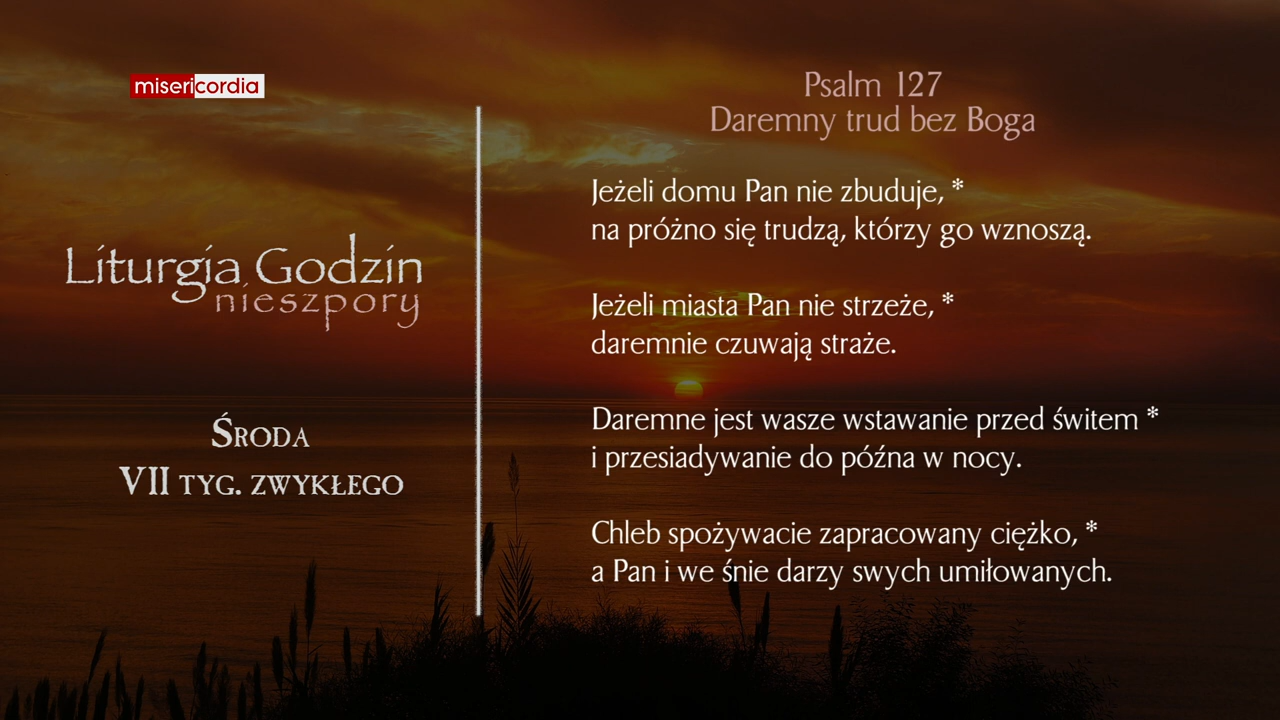 misericordia
Liturgia Godzin
nieszpory
Środa
VII tyg. zwykłego
Psalm 127
Daremny trud bez Boga
Jeżeli domu Pan nie zbuduje, *
na próżno się trudzą, którzy go wznoszą.
Jeżeli miasta Pan nie strzeże, *
daremnie czuwają straże.
Daremne jest wasze wstawanie przed świtem *
i przesiadywanie do późna w nocy.
Chleb spożywacie zapracowany ciężko, *
a Pan i we śnie darzy swych umiłowanych.